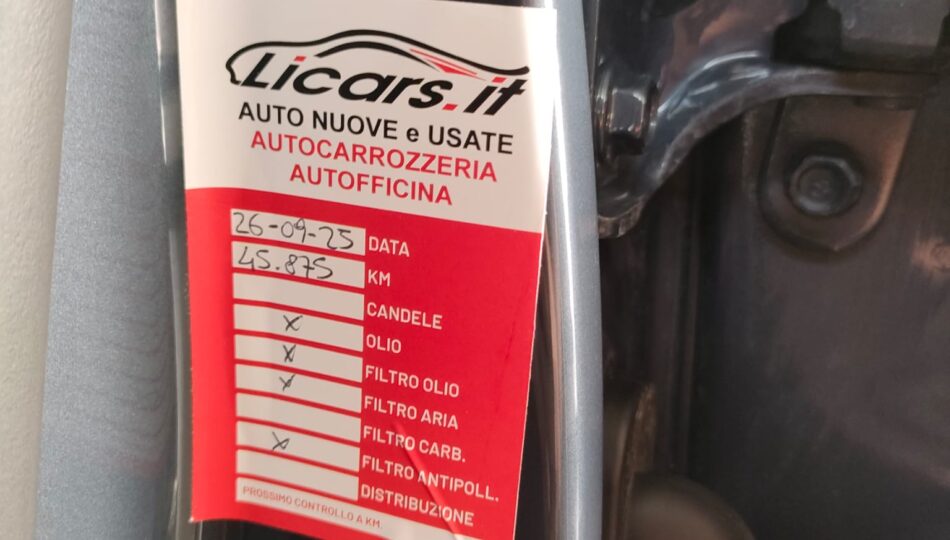 Licars.it
AUTO NUOVE e USATE
AUTOCARROZZERIA
AUTOFFICINA
26-09-25 DATA
45.875 KM
CANDELE
x OLIO
x FILTRO OLIO
x FILTRO ARIA
FILTRO CARB.
x FILTRO ANTIPOLL.
DISTRIBUZIONE
PROSSIMO CONTROLLO A KM.